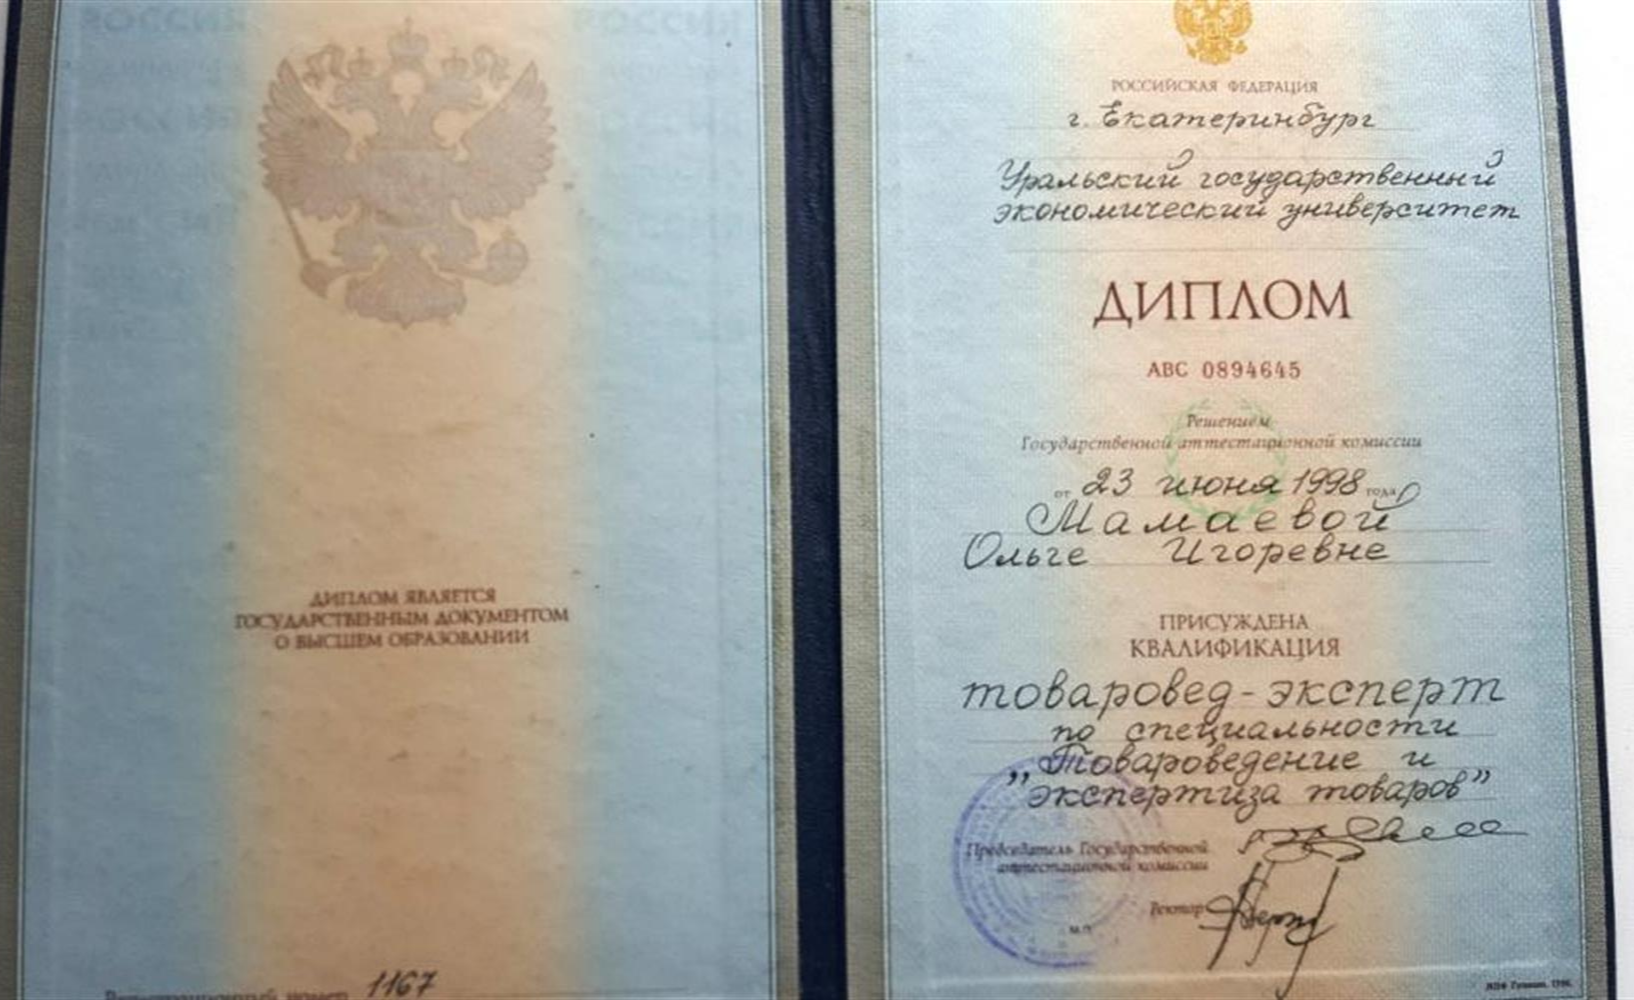 ДИПЛОМ ЯВЛЯЕТСЯ
ГОСУДАРСТВЕННЫМ ДОКУМЕНТОМ
О ВЫСШЕМ ОБРАЗОВАНИИ
Регистрационный номер 1167
РОССИЙСКАЯ ФЕДЕРАЦИЯ
г. Екатеринбург
Уральский государственный
экономический университет
ДИПЛОМ
АВС 0894645
Решением
Государственной аттестационной комиссии
от 23 июня 1998 года
Мамаевой
Ольге Игоревне
ПРИСУЖДЕНА
КВАЛИФИКАЦИЯ
товаровед-эксперт
по специальности
„Товароведение и
экспертиза товаров”
Председатель Государственной
аттестационной комиссии
Ректор
М.П.